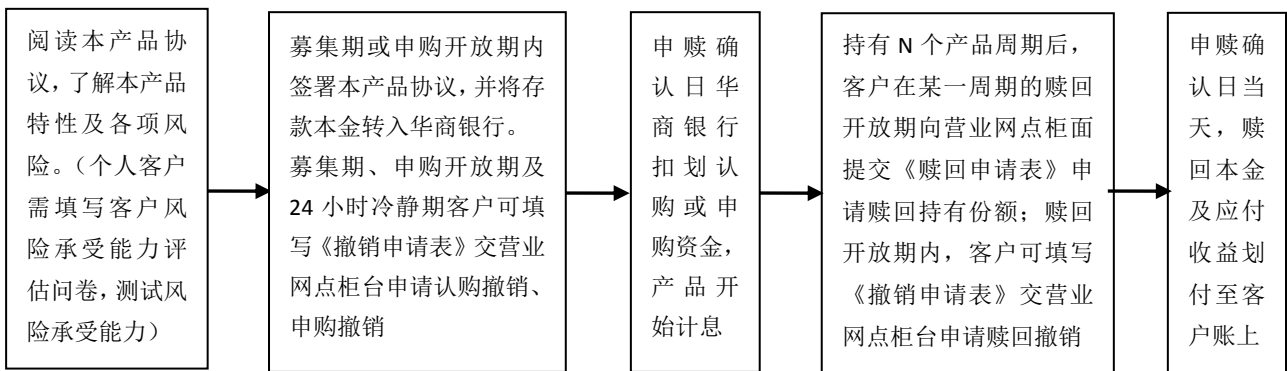 阅读本产品协
议，了解本产品
特性及各项风
险。（个人客户
需填写客户风
险承受能力评
估问卷，测试风
险承受能力）
募集期或申购开放期内
签署本产品协议，并将存
款本金转入华商银行。
募集期、申购开放期及
24 小时冷静期客户可填
写《撤销申请表》交营业
网点柜台申请认购撤销、
申购撤销
申赎确
认日华
商银行
扣划认
购或申
购资金，
产品开
始计息
持有 N 个产品周期后，
客户在某一周期的赎回
开放期向营业网点柜面
提交《赎回申请表》申
请赎回持有份额；赎回
开放期内，客户可填写
《撤销申请表》交营业
网点柜台申请赎回撤销
申赎确
认日当
天，赎
回本金
及应付
收益划
付至客
户账上